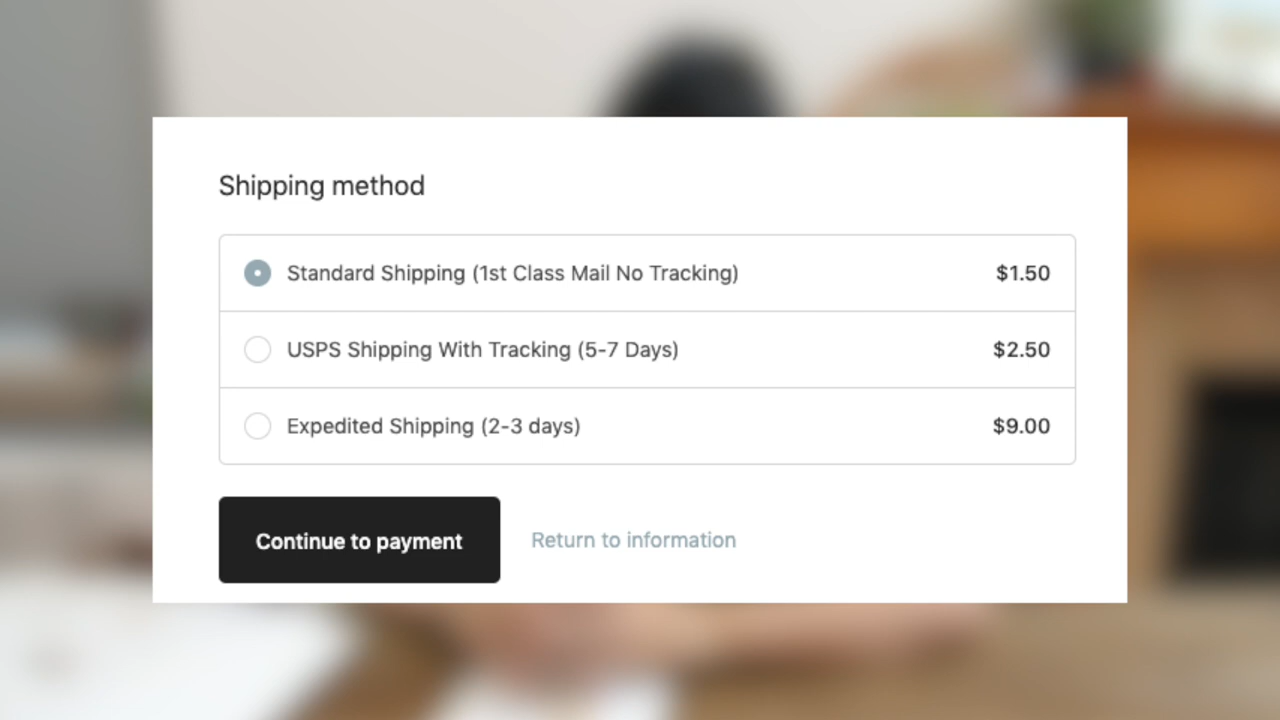 Shipping method
Standard Shipping (1st Class Mail No Tracking) $1.50
USPS Shipping With Tracking (5-7 Days) $2.50
Expedited Shipping (2-3 days) $9.00
Continue to payment Return to information